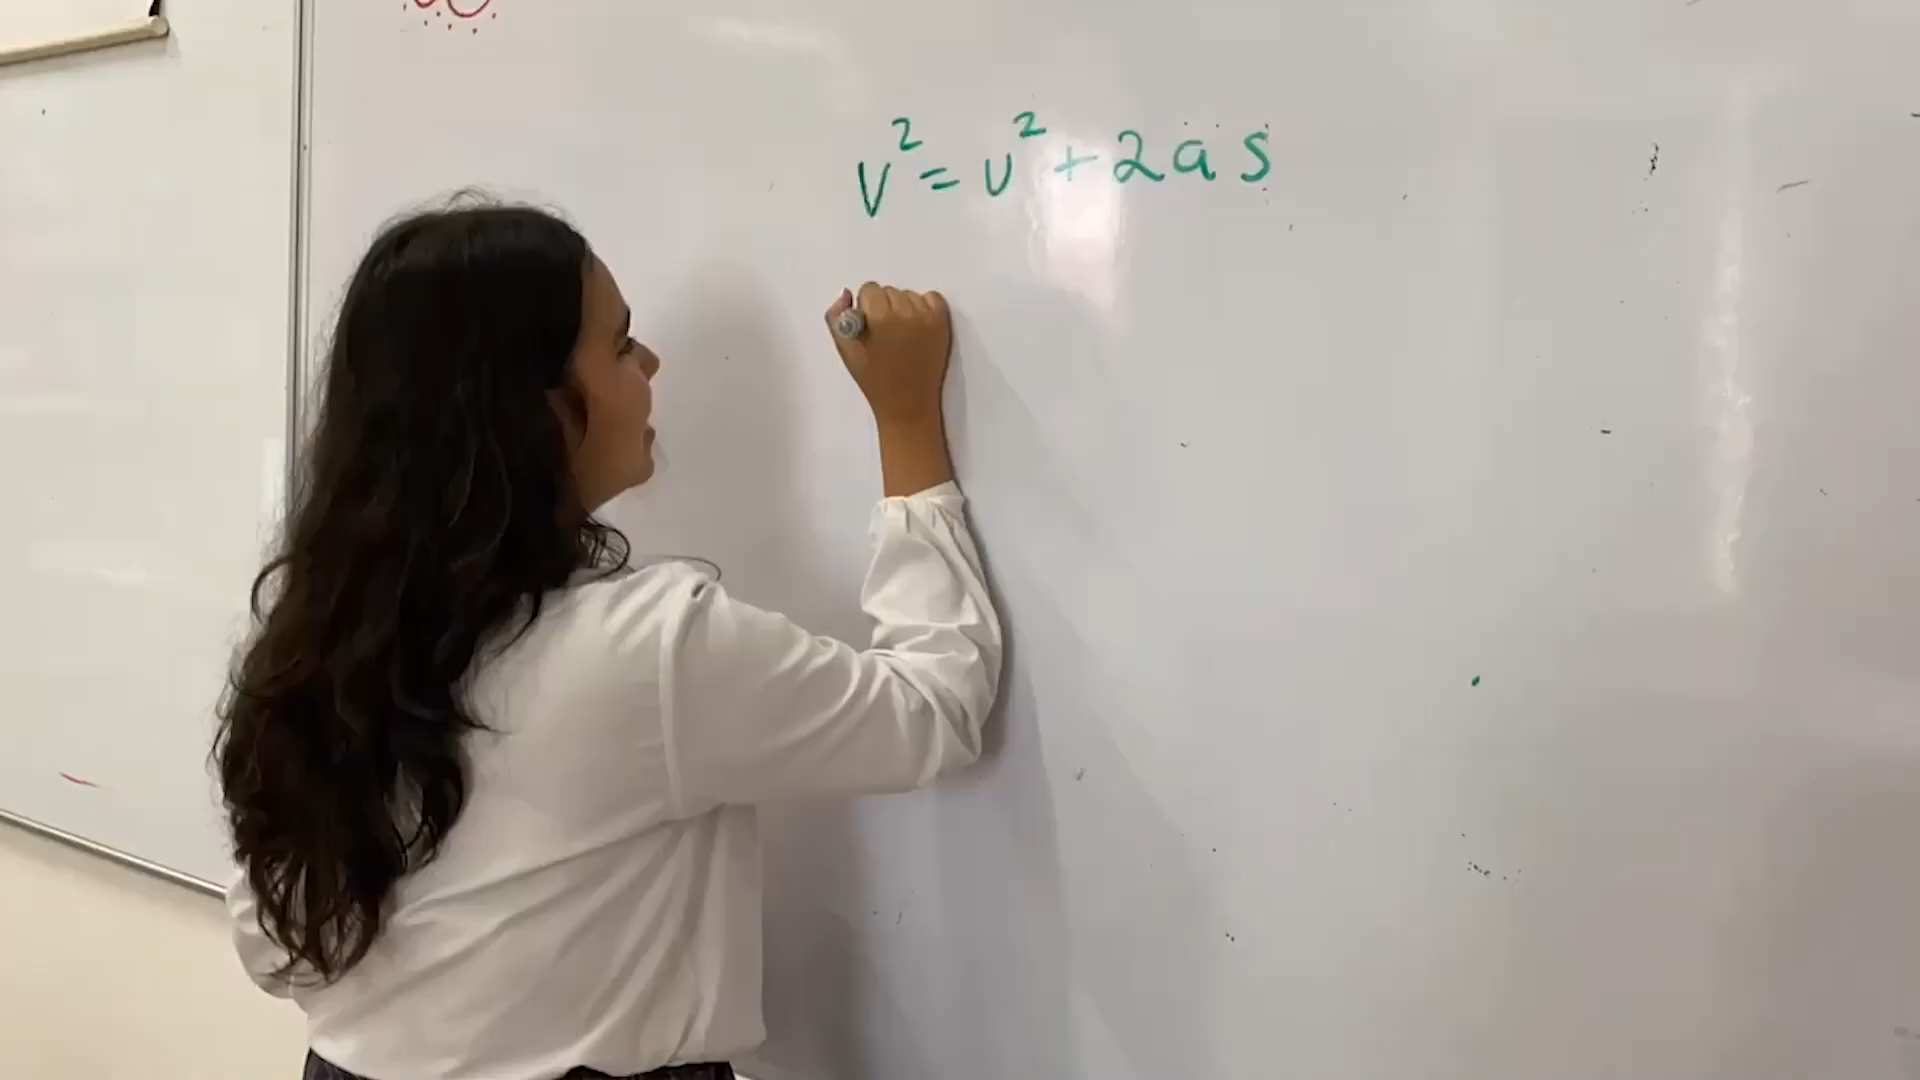 v² = u² + 2as